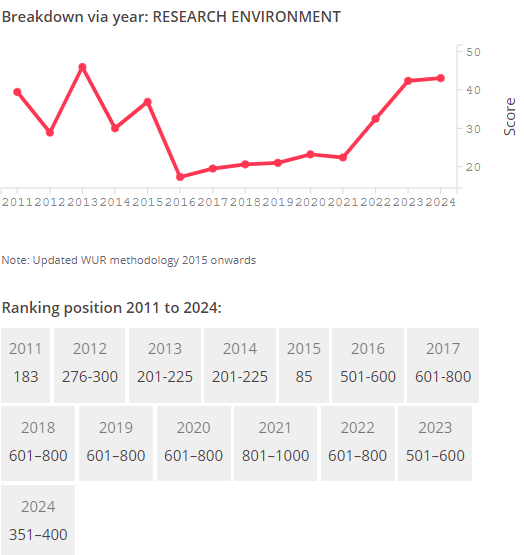 Breakdown via year: RESEARCH ENVIRONMENT
50
40
30
20
Score
2011 2012 2013 2014 2015 2016 2017 2018 2019 2020 2021 2022 2023 2024
Note: Updated WUR methodology 2015 onwards
Ranking position 2011 to 2024:
2011 2012 2013 2014 2015 2016 2017
183 276-300 201-225 201-225 85 501-600 601-800
2018 2019 2020 2021 2022 2023
601–800 601–800 601–800 801–1000 601–800 501–600
2024
351–400